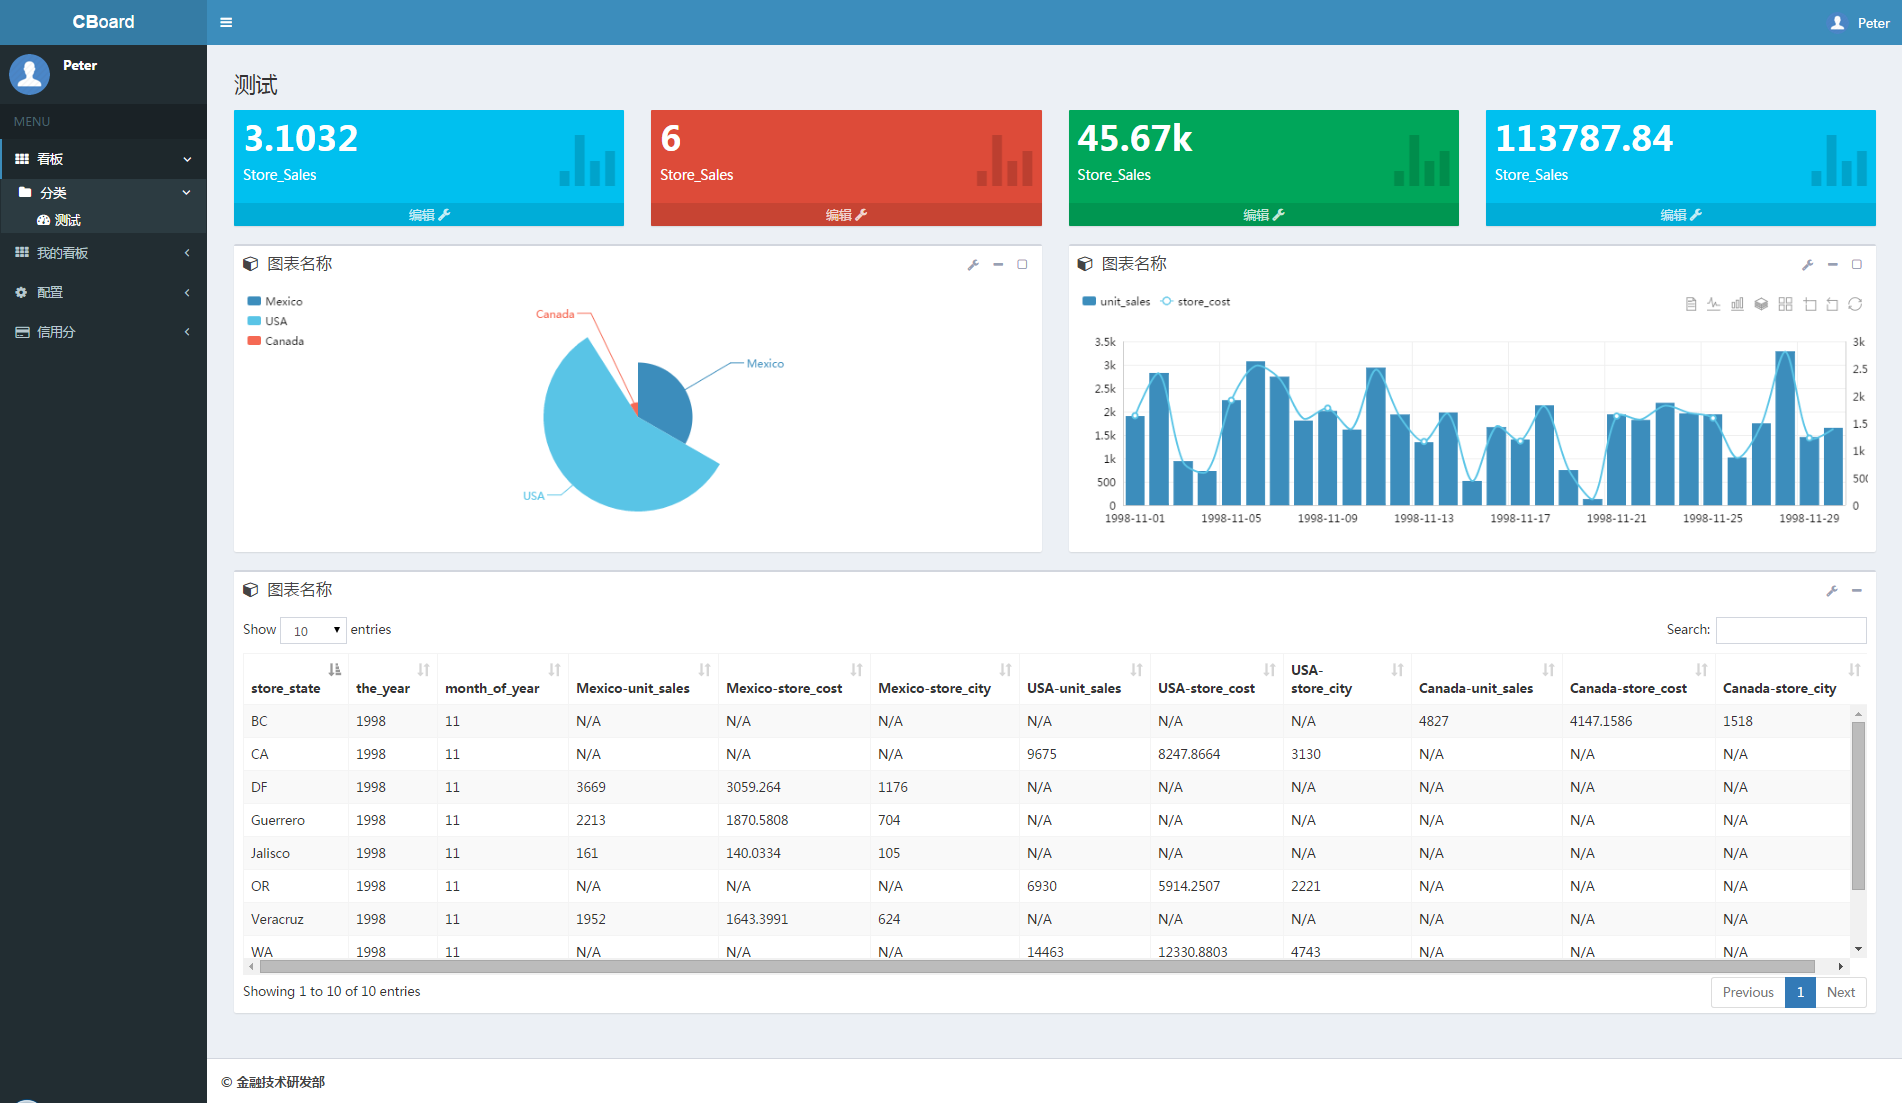 CBoard
Peter
Peter
MENU
看板
分类
测试
我的看板
配置
信用分
测试
3.1032
Store_Sales
编辑
6
Store_Sales
编辑
45.67k
Store_Sales
编辑
113787.84
Store_Sales
编辑
图表名称
Mexico
USA
Canada
Canada
Mexico
USA
图表名称
unit_sales store_cost
3.5k
3k
2.5k
2k
1.5k
1k
500
0
3k
2.5
2k
1.5
1k
500
0
1998-11-01 1998-11-05 1998-11-09 1998-11-13 1998-11-17 1998-11-21 1998-11-25 1998-11-29
图表名称
Show 10 entries Search:
store_state the_year month_of_year Mexico-unit_sales Mexico-store_cost Mexico-store_city USA-unit_sales USA-store_cost USA-store_city Canada-unit_sales Canada-store_cost Canada-store_city
BC 1998 11 N/A N/A N/A N/A N/A N/A 4827 4147.1586 1518
CA 1998 11 N/A N/A N/A 9675 8247.8664 3130 N/A N/A N/A
DF 1998 11 3669 3059.264 1176 N/A N/A N/A N/A N/A N/A
Guerrero 1998 11 2213 1870.5808 704 N/A N/A N/A N/A N/A N/A
Jalisco 1998 11 161 140.0334 105 N/A N/A N/A N/A N/A N/A
OR 1998 11 N/A N/A N/A 6930 5914.2507 2221 N/A N/A N/A
Veracruz 1998 11 1952 1643.3991 624 N/A N/A N/A N/A N/A N/A
WA 1998 11 N/A N/A N/A 14463 12330.8803 4743 N/A N/A N/A
Showing 1 to 10 of 10 entries
Previous 1 Next
© 金融技术研发部